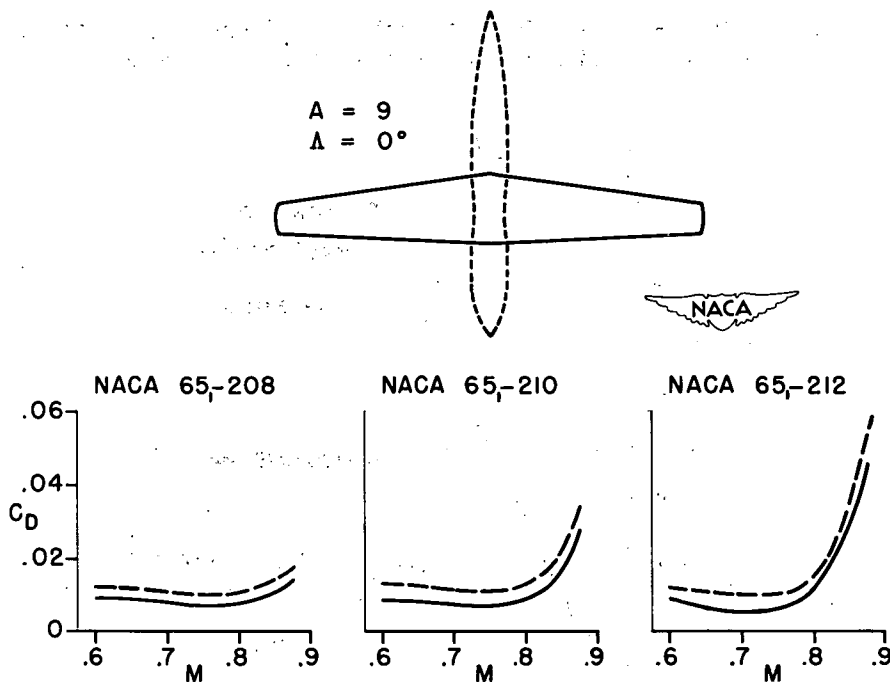 A = 9
Λ = 0°
NACA
NACA 65₁-208
NACA 65₁-210
NACA 65₁-212
.06
.04
C_D
.02
0
.6 .7 .8 .9
M
.6 .7 .8 .9
M
.6 .7 .8 .9
M